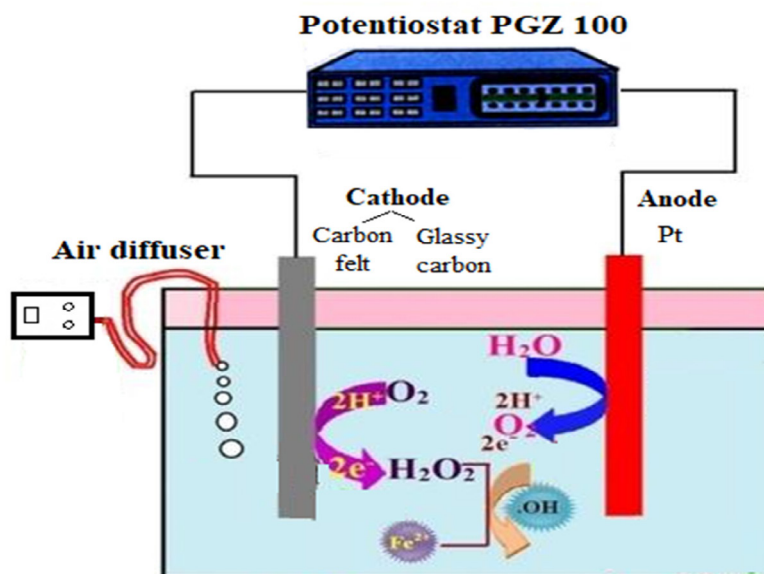 Potentiostat PGZ 100
Cathode
Carbon felt
Glassy carbon
Anode
Pt
Air diffuser
H₂O
2H⁺
O₂
2e⁻
O₂
2H⁺
2e⁻
H₂O₂
.OH
Fe²⁺